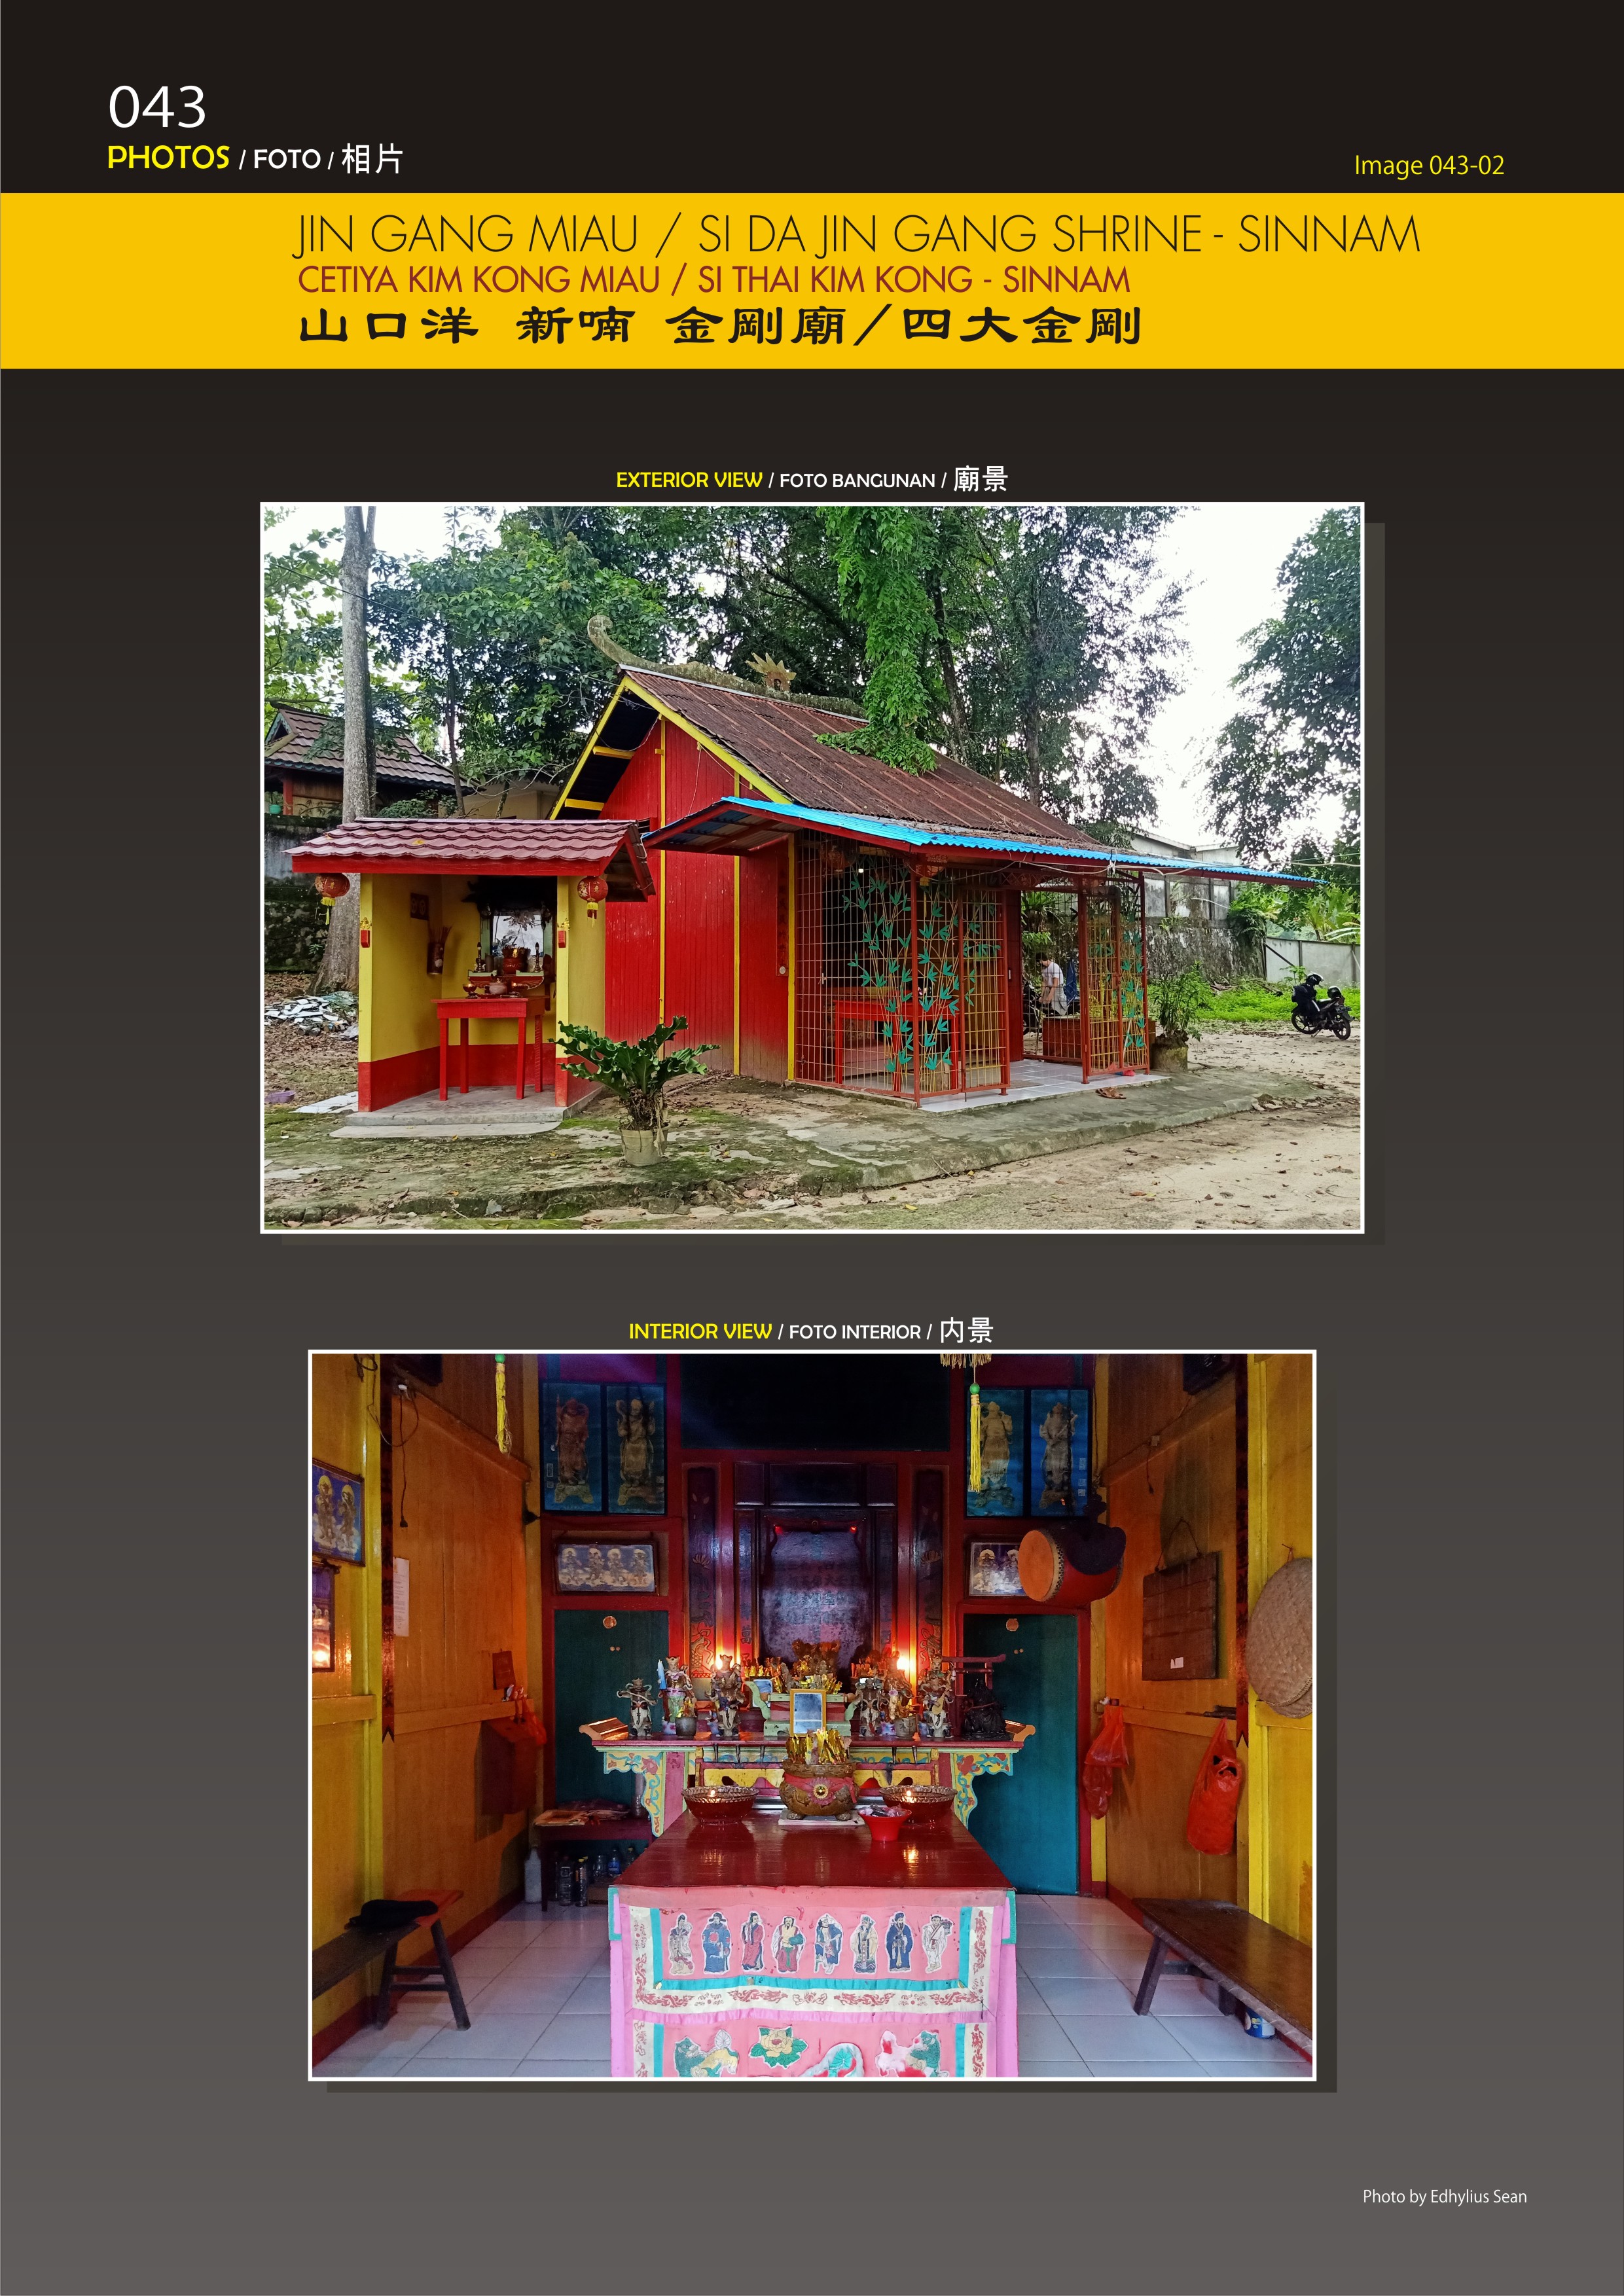 043
PHOTOS / FOTO / 相片
Image 043-02
JIN GANG MIAU / SI DA JIN GANG SHRINE - SINNAM
CETIYA KIM KONG MIAU / SI THAI KIM KONG - SINNAM
山口洋 新喃 金剛廟/四大金剛
EXTERIOR VIEW / FOTO BANGUNAN / 廟景
INTERIOR VIEW / FOTO INTERIOR / 内景
Photo by Edhylius Sean